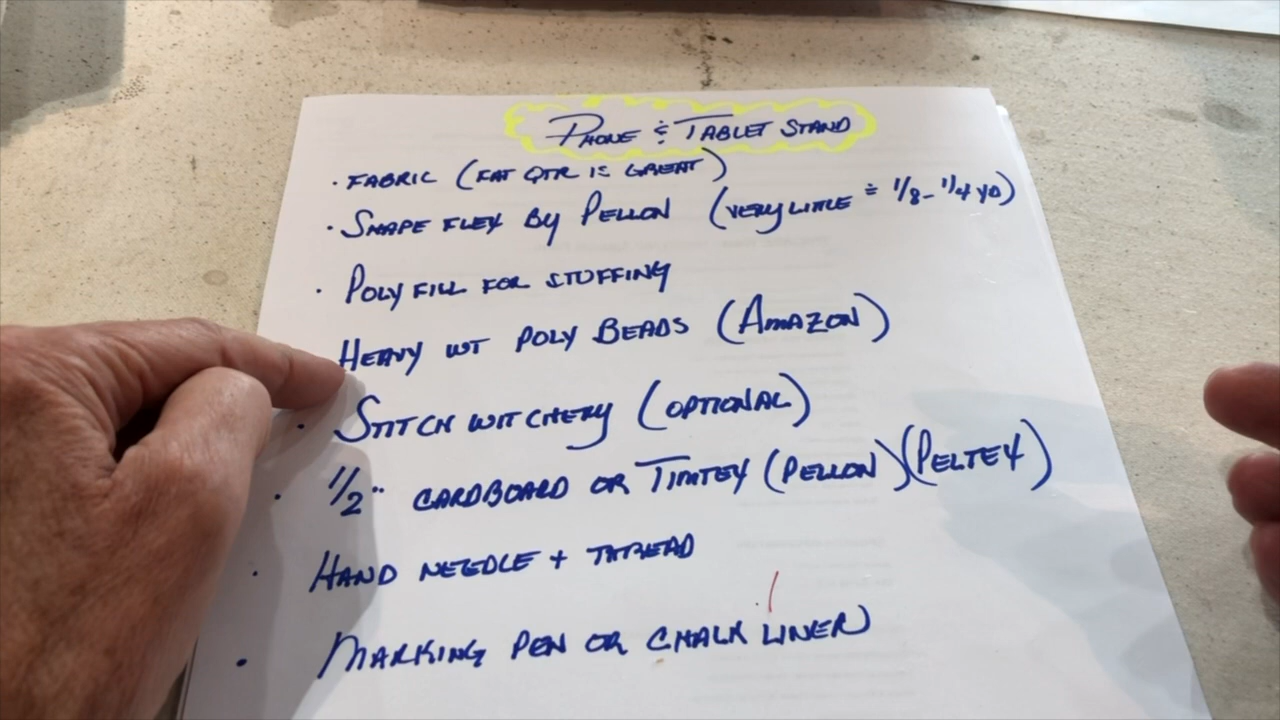 PHONE & TABLET STAND
· FABRIC (FAT QTR IS GREAT)
· SHAPE FLEX BY PELLON (VERY LITTLE = 1/8 - 1/4 YD)
· POLY FILL FOR STUFFING
HEAVY WT POLY BEADS (AMAZON)
· STITCH WITCHERY (OPTIONAL)
· 1/2" CARDBOARD OR TIMTEX (PELLON) (PELTEX)
· HAND NEEDLE + THREAD
· MARKING PEN OR CHALK LINER